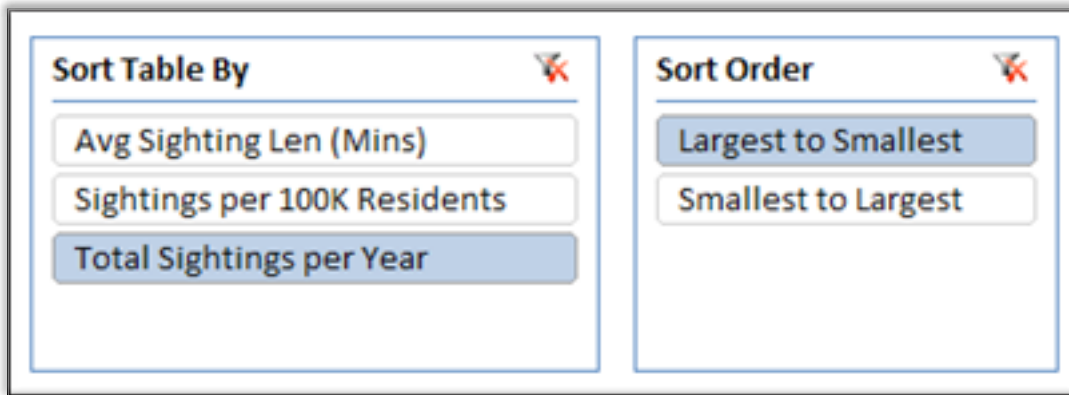 Sort Table By
Avg Sighting Len (Mins)
Sightings per 100K Residents
Total Sightings per Year
Sort Order
Largest to Smallest
Smallest to Largest